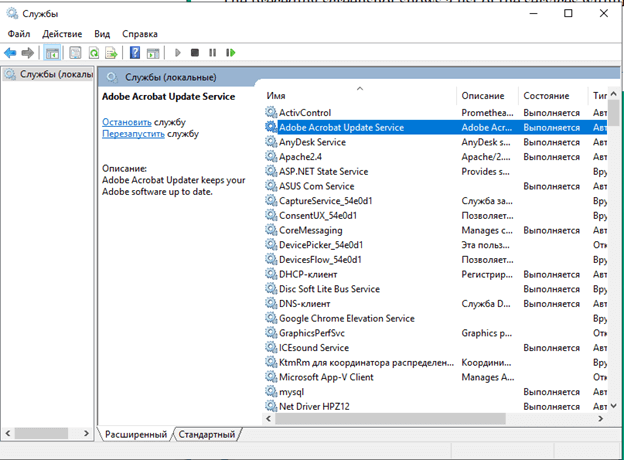 Службы
Файл Действие Вид Справка
Службы (локалы
Службы (локальные)
Adobe Acrobat Update Service
Остановить службу
Перезапустить службу
Описание:
Adobe Acrobat Updater keeps your
Adobe software up to date.
Имя Описание Состояние Тип
ActivControl Promethea... Выполняется Авт
Adobe Acrobat Update Service Adobe Acr... Выполняется Авт
AnyDesk Service AnyDesk s... Выполняется Авт
Apache2.4 Apache/2.... Выполняется Авт
ASP.NET State Service Provides s... Вру
ASUS Com Service Выполняется Авт
CaptureService_54e0d1 Служба за... Вру
ConsentUX_54e0d1 Позволяет... Вру
CoreMessaging Manages c... Выполняется Авт
DevicePicker_54e0d1 Эта польз... Отк
DevicesFlow_54e0d1 Позволяет... Вру
DHCP-клиент Регистрир... Выполняется Авт
Disc Soft Lite Bus Service Выполняется Вру
DNS-клиент Служба D... Выполняется Авт
Google Chrome Elevation Service Вру
GraphicsPerfSvc Graphics p... Отк
ICEsound Service Выполняется Авт
KtmRm для координатора распределен... Координи... Вру
Microsoft App-V Client Manages A... Отк
mysql Выполняется Авт
Net Driver HPZ12 Выполняется Авт
Расширенный Стандартный